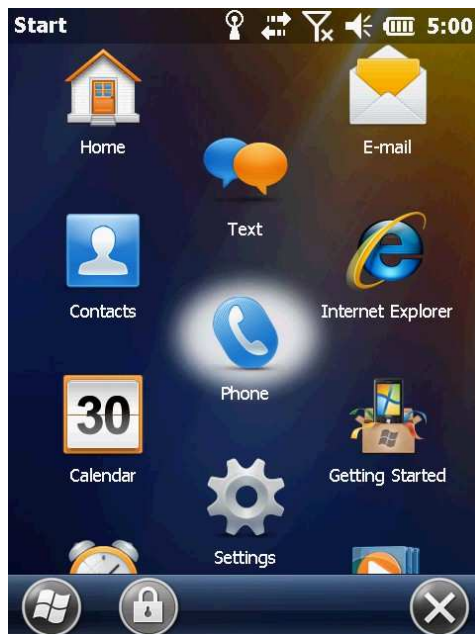 Start 5:00
Home
E-mail
Text
Contacts
Internet Explorer
Phone
30
Calendar
Getting Started
Settings